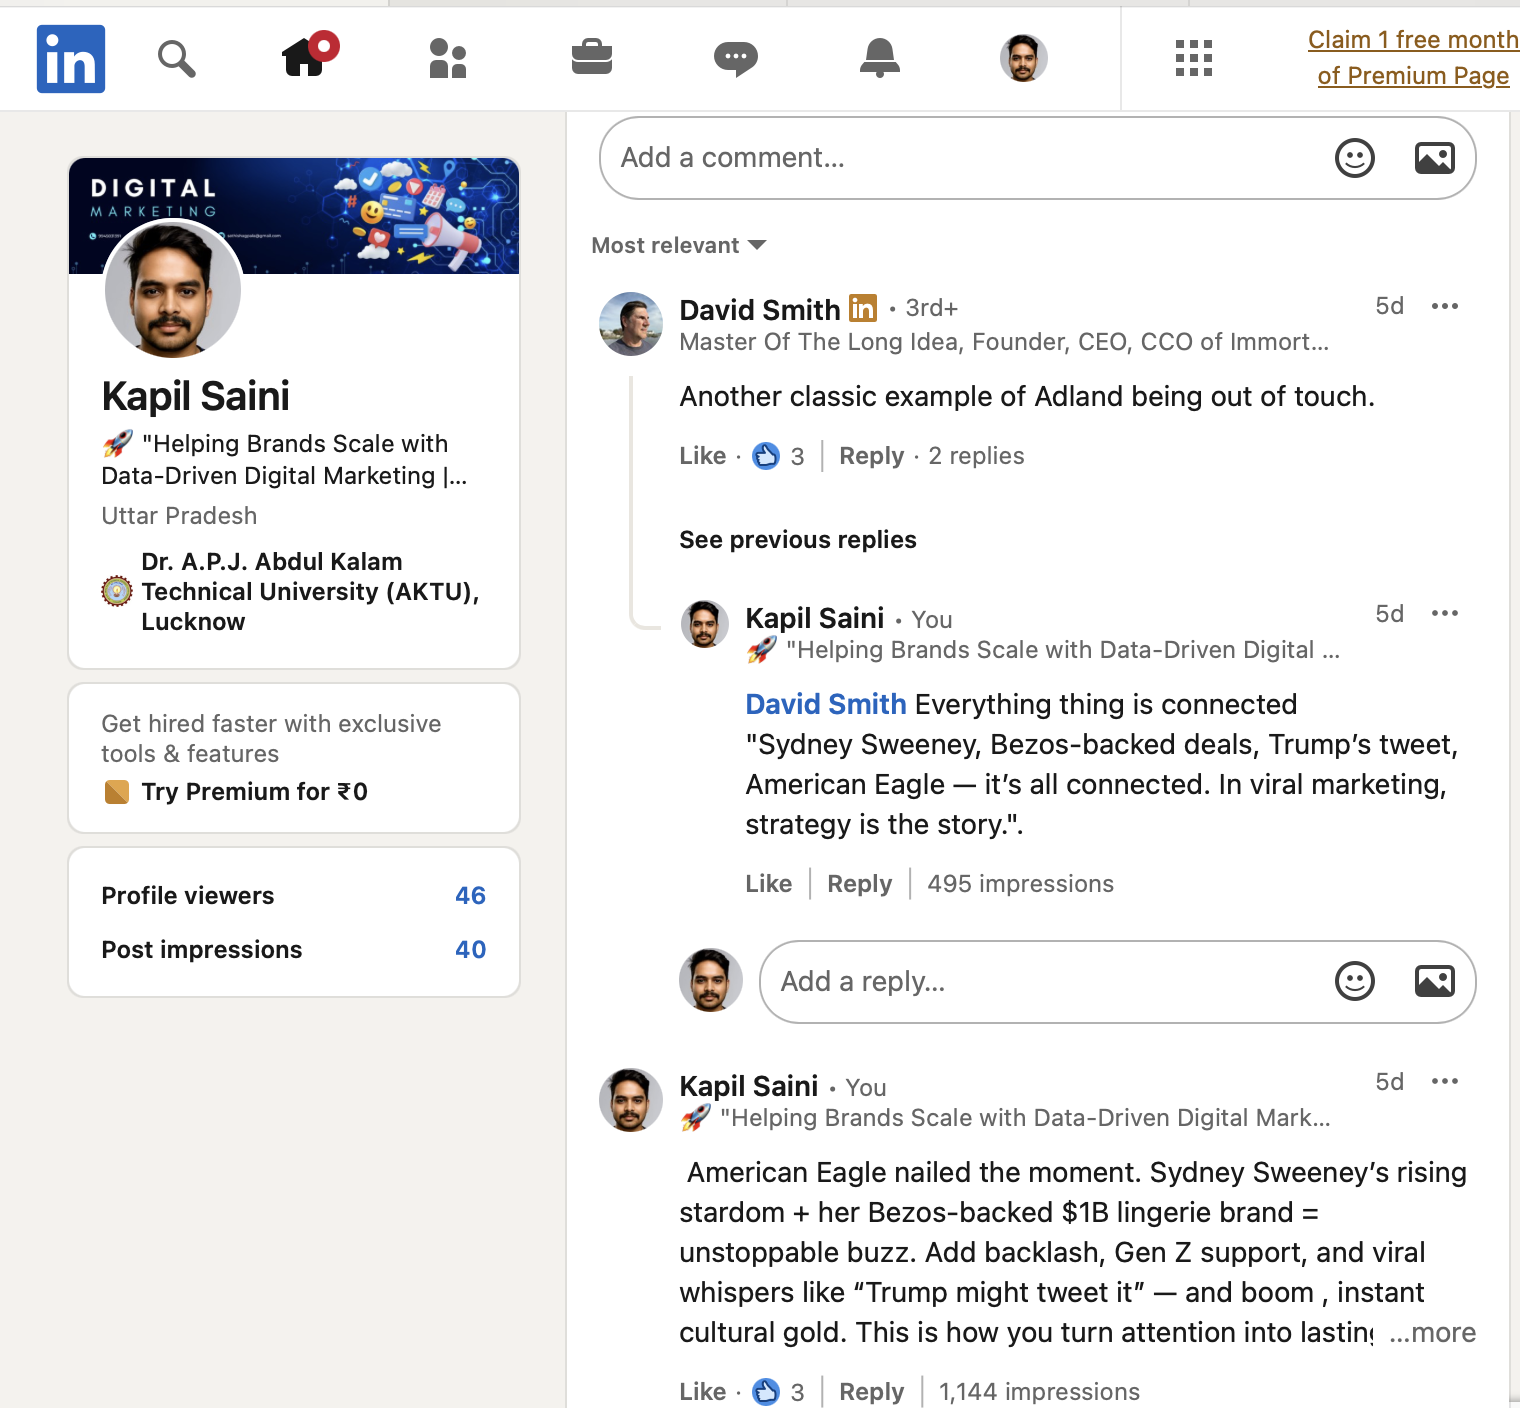 in
Claim 1 free month
of Premium Page
DIGITAL
MARKETING
Kapil Saini
🚀 "Helping Brands Scale with
Data-Driven Digital Marketing |...
Uttar Pradesh
Dr. A.P.J. Abdul Kalam
Technical University (AKTU),
Lucknow
Get hired faster with exclusive
tools & features
Try Premium for ₹0
Profile viewers 46
Post impressions 40
Add a comment...
Most relevant
David Smith in • 3rd+ 5d
Master Of The Long Idea, Founder, CEO, CCO of Immort...
Another classic example of Adland being out of touch.
Like · 3 | Reply · 2 replies
See previous replies
Kapil Saini • You 5d
🚀 "Helping Brands Scale with Data-Driven Digital ...
David Smith Everything thing is connected
"Sydney Sweeney, Bezos-backed deals, Trump’s tweet,
American Eagle — it’s all connected. In viral marketing,
strategy is the story.".
Like | Reply | 495 impressions
Add a reply...
Kapil Saini • You 5d
🚀 "Helping Brands Scale with Data-Driven Digital Mark...
American Eagle nailed the moment. Sydney Sweeney’s rising
stardom + her Bezos-backed $1B lingerie brand =
unstoppable buzz. Add backlash, Gen Z support, and viral
whispers like “Trump might tweet it” — and boom , instant
cultural gold. This is how you turn attention into lasting ...more
Like · 3 | Reply | 1,144 impressions